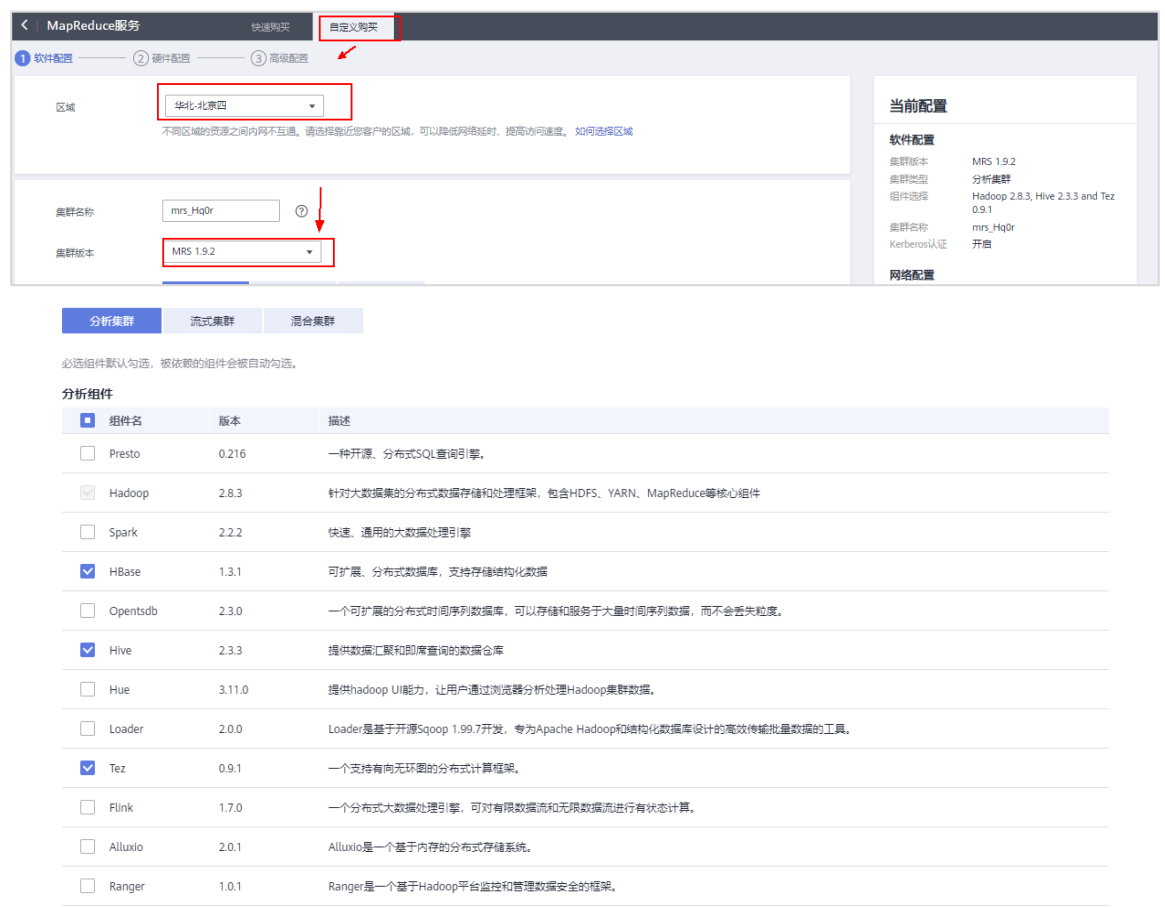 MapReduce服务 快速购买 自定义购买
1 软件配置 2 硬件配置 3 高级配置
区域 华北-北京四
不同区域的资源之间内网不互通。请选择靠近您客户的区域，可以降低网络延时、提高访问速度。 如何选择区域
集群名称 mrs_Hq0r ?
集群版本 MRS 1.9.2
当前配置
软件配置
集群版本 MRS 1.9.2
集群类型 分析集群
组件选择 Hadoop 2.8.3, Hive 2.3.3 and Tez
0.9.1
集群名称 mrs_Hq0r
Kerberos认证 开启
网络配置
分析集群 流式集群 混合集群
必选组件默认勾选，被依赖的组件会被自动勾选。
分析组件
组件名 版本 描述
Presto 0.216 一种开源、分布式SQL查询引擎。
Hadoop 2.8.3 针对大数据集的分布式数据存储和处理框架，包含HDFS、YARN、MapReduce等核心组件
Spark 2.2.2 快速、通用的大数据处理引擎
HBase 1.3.1 可扩展、分布式数据库，支持存储结构化数据
Opentsdb 2.3.0 一个可扩展的分布式时间序列数据库，可以存储和服务于大量时间序列数据，而不会丢失粒度。
Hive 2.3.3 提供数据汇聚和即席查询的数据仓库
Hue 3.11.0 提供hadoop UI能力，让用户通过浏览器分析处理Hadoop集群数据。
Loader 2.0.0 Loader是基于开源Sqoop 1.99.7开发，专为Apache Hadoop和结构化数据库设计的高效传输批量数据的工具。
Tez 0.9.1 一个支持有向无环图的分布式计算框架。
Flink 1.7.0 一个分布式大数据处理引擎，可对有限数据流和无限数据流进行有状态计算。
Alluxio 2.0.1 Alluxio是一个基于内存的分布式存储系统。
Ranger 1.0.1 Ranger是一个基于Hadoop平台监控和管理数据安全的框架。